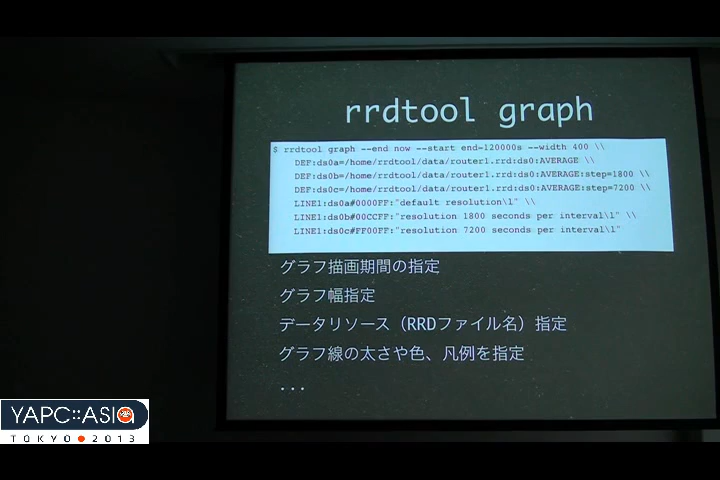 rrdtool graph
$ rrdtool graph --end now --start end=120000s --width 400 \\
DEF:ds0a=/home/rrdtool/data/router1.rrd:ds0:AVERAGE \\
DEF:ds0b=/home/rrdtool/data/router1.rrd:ds0:AVERAGE:step=1800 \\
DEF:ds0c=/home/rrdtool/data/router1.rrd:ds0:AVERAGE:step=7200 \\
LINE1:ds0a#0000FF:"default resolution\l" \\
LINE1:ds0b#00CCFF:"resolution 1800 seconds per interval\l" \\
LINE1:ds0c#FF00FF:"resolution 7200 seconds per interval\l"
グラフ描画期間の指定
グラフ幅指定
データリソース（RRDファイル名）指定
グラフ線の太さや色、凡例を指定
...
YAPC::ASIA
TOKYO 2013